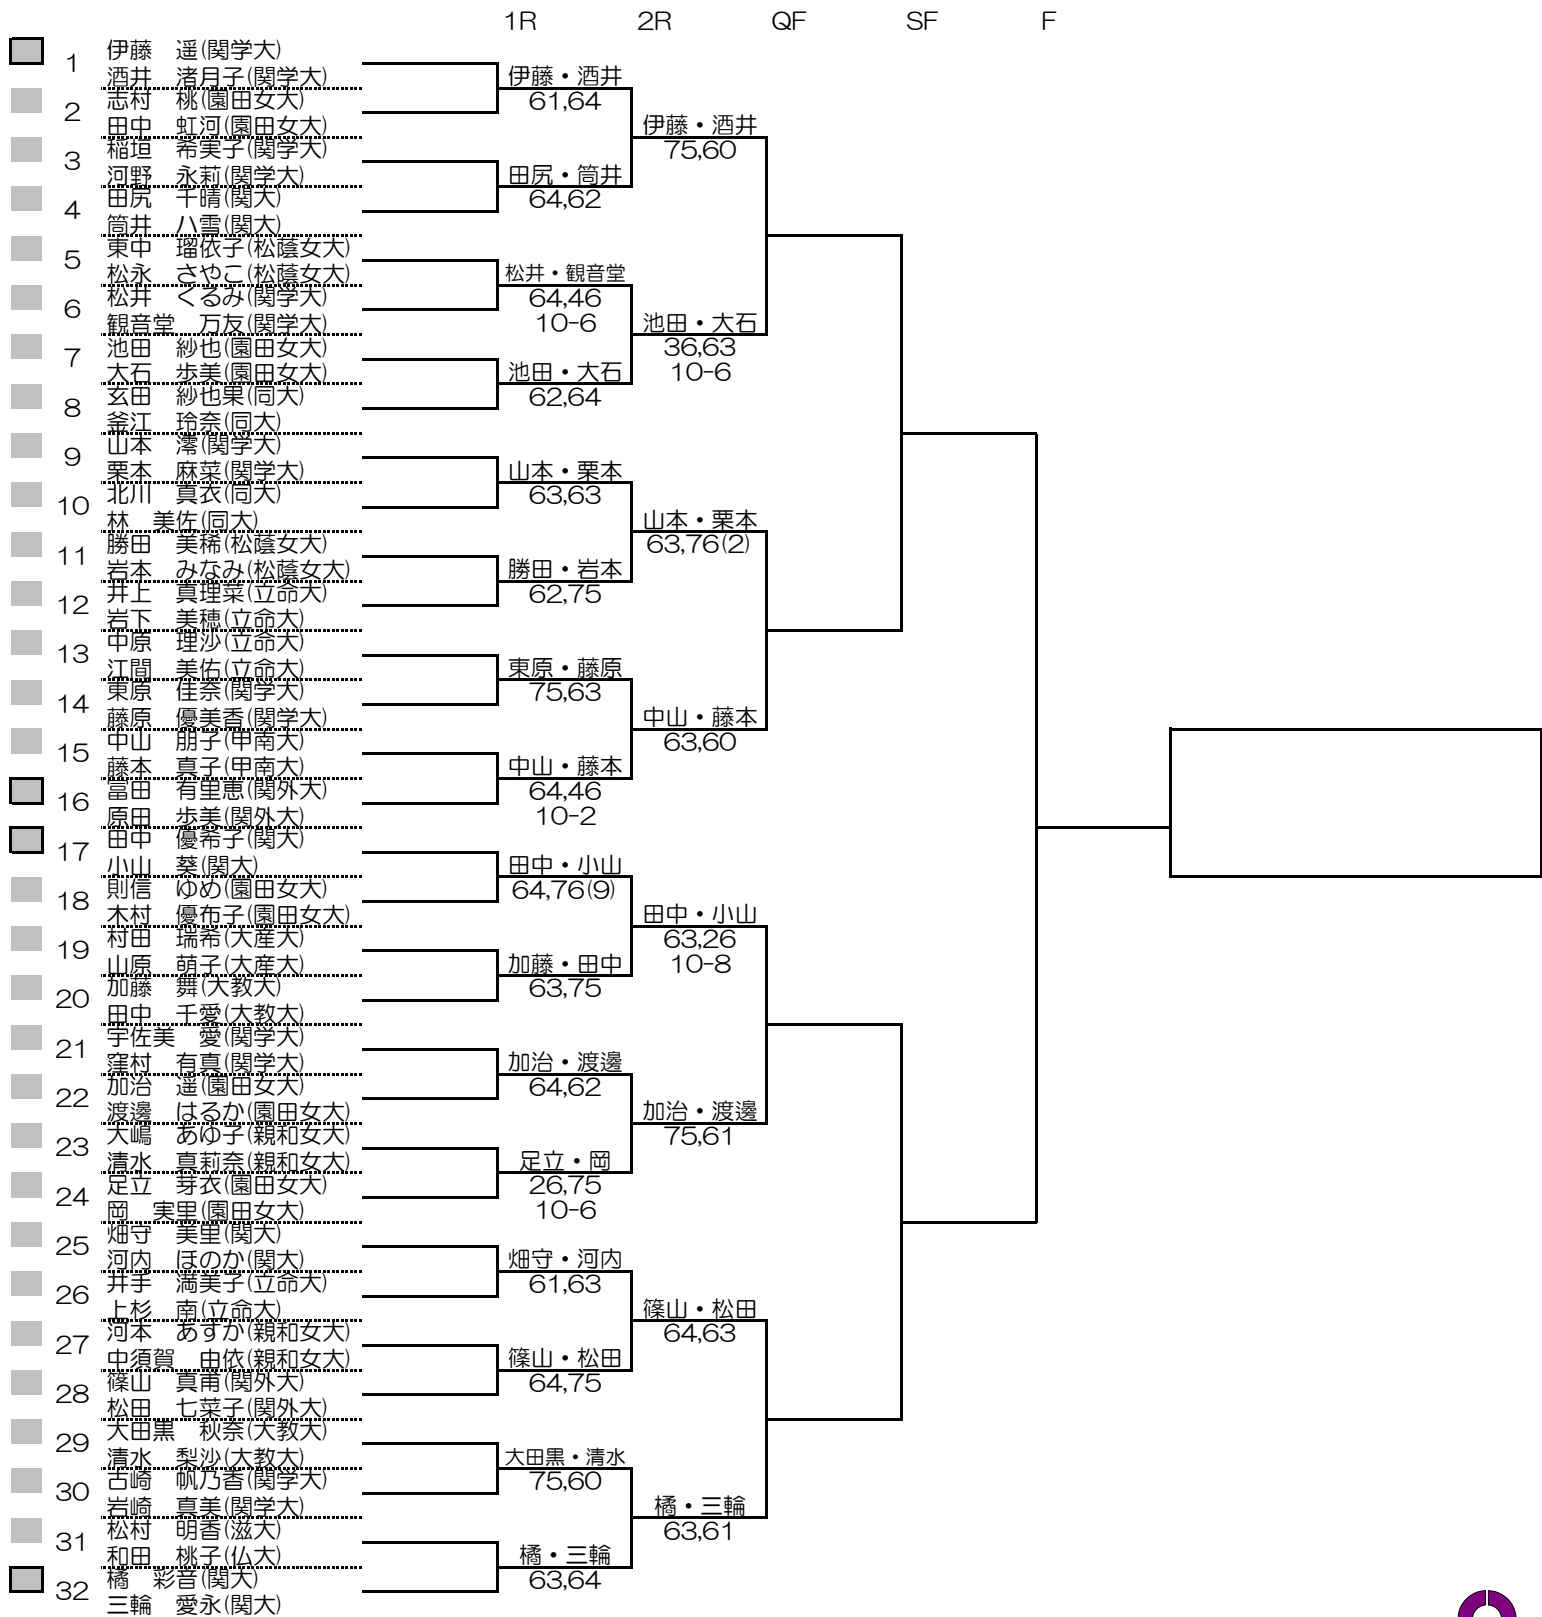 1R 2R QF SF F
1 伊藤 遥(関学大)
酒井 渚月子(関学大)
伊藤・酒井
61,64
2 志村 桃(園田女大)
田中 虹河(園田女大)
伊藤・酒井
75,60
3 稲垣 希実子(関学大)
河野 永莉(関学大)
田尻・筒井
64,62
4 田尻 千晴(関大)
筒井 八雪(関大)
5 東中 瑠依子(松蔭女大)
松永 さやこ(松蔭女大)
松井・観音堂
64,46
10-6
6 松井 くるみ(関学大)
観音堂 万友(関学大)
池田・大石
36,63
10-6
7 池田 紗也(園田女大)
大石 歩美(園田女大)
池田・大石
62,64
8 玄田 紗也果(同大)
釜江 玲奈(同大)
9 山本 澪(関学大)
栗本 麻菜(関学大)
山本・栗本
63,63
10 北川 真衣(同大)
林 美佐(同大)
山本・栗本
63,76(2)
11 勝田 美稀(松蔭女大)
岩本 みなみ(松蔭女大)
勝田・岩本
62,75
12 井上 真理菜(立命大)
岩下 美穂(立命大)
13 中原 理沙(立命大)
江間 美佑(立命大)
東原・藤原
75,63
14 東原 佳奈(関学大)
藤原 優美香(関学大)
中山・藤本
63,60
15 中山 朋子(甲南大)
藤本 真子(甲南大)
中山・藤本
64,46
10-2
16 冨田 有里恵(関外大)
原田 歩美(関外大)
17 田中 優希子(関大)
小山 葵(関大)
田中・小山
64,76(9)
18 則信 ゆめ(園田女大)
木村 優布子(園田女大)
田中・小山
63,26
10-8
19 村田 瑞希(大産大)
山原 萌子(大産大)
加藤・田中
63,75
20 加藤 舞(大教大)
田中 千愛(大教大)
21 宇佐美 愛(関学大)
窪村 有真(関学大)
加治・渡邊
64,62
22 加治 遥(園田女大)
渡邊 はるか(園田女大)
加治・渡邊
75,61
23 大嶋 あゆ子(親和女大)
清水 真莉奈(親和女大)
足立・岡
26,75
10-6
24 足立 芽衣(園田女大)
岡 実里(園田女大)
25 畑守 美里(関大)
河内 ほのか(関大)
畑守・河内
61,63
26 井手 満美子(立命大)
上杉 南(立命大)
篠山・松田
64,63
27 河本 あすか(親和女大)
中須賀 由依(親和女大)
篠山・松田
64,75
28 篠山 真甫(関外大)
松田 七菜子(関外大)
29 大田黒 秋奈(大教大)
清水 梨沙(大教大)
大田黒・清水
75,60
30 古崎 帆乃香(関学大)
岩崎 真美(関学大)
橘・三輪
63,61
31 松村 明香(滋大)
和田 桃子(仏大)
橘・三輪
63,64
32 橘 彩音(関大)
三輪 愛永(関大)